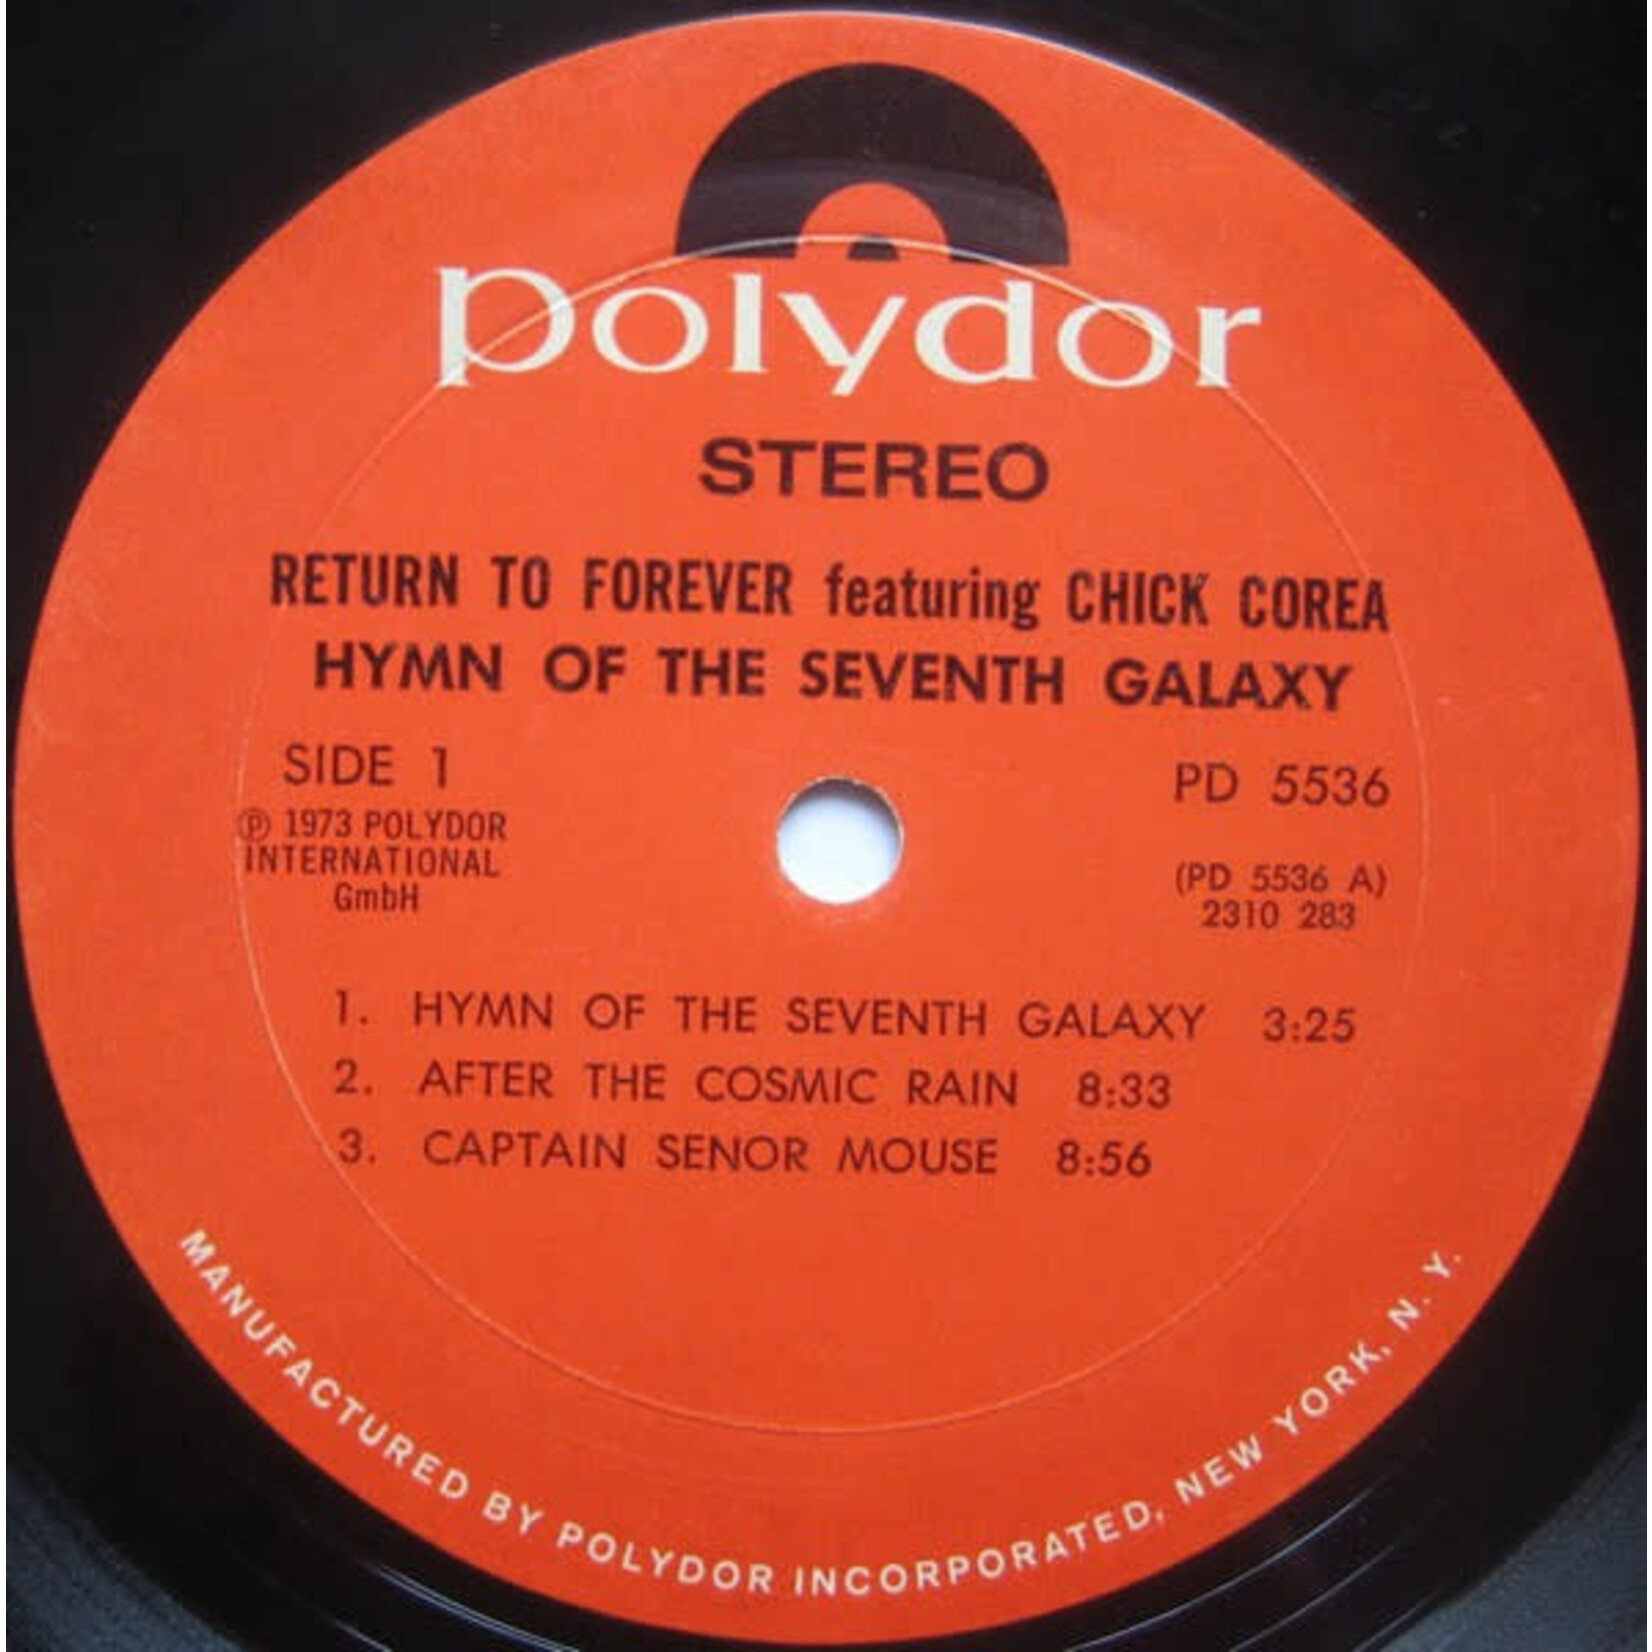 polydor
STEREO
RETURN TO FOREVER featuring CHICK COREA
HYMN OF THE SEVENTH GALAXY
SIDE 1
℗ 1973 POLYDOR
INTERNATIONAL
GmbH
PD 5536
(PD 5536 A)
2310 283
1. HYMN OF THE SEVENTH GALAXY 3:25
2. AFTER THE COSMIC RAIN 8:33
3. CAPTAIN SENOR MOUSE 8:56
MANUFACTURED BY POLYDOR INCORPORATED, NEW YORK, N. Y.